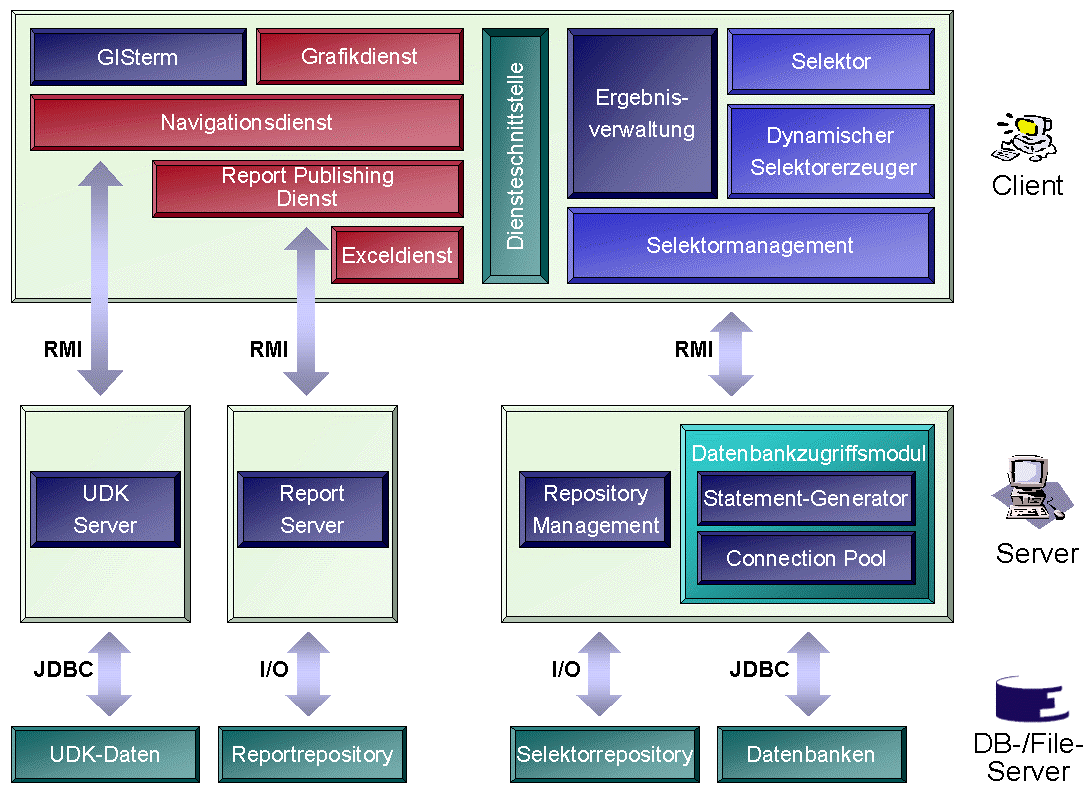 GISterm
Grafikdienst
Navigationsdienst
Report Publishing
Dienst
Exceldienst
Diensteschnittstelle
Ergebnis-
verwaltung
Selektor
Dynamischer
Selektorerzeuger
Selektormanagement
Client
RMI
RMI
RMI
UDK
Server
Report
Server
Repository
Management
Datenbankzugriffsmodul
Statement-Generator
Connection Pool
Server
JDBC
I/O
I/O
JDBC
UDK-Daten
Reportrepository
Selektorrepository
Datenbanken
DB-/File-
Server